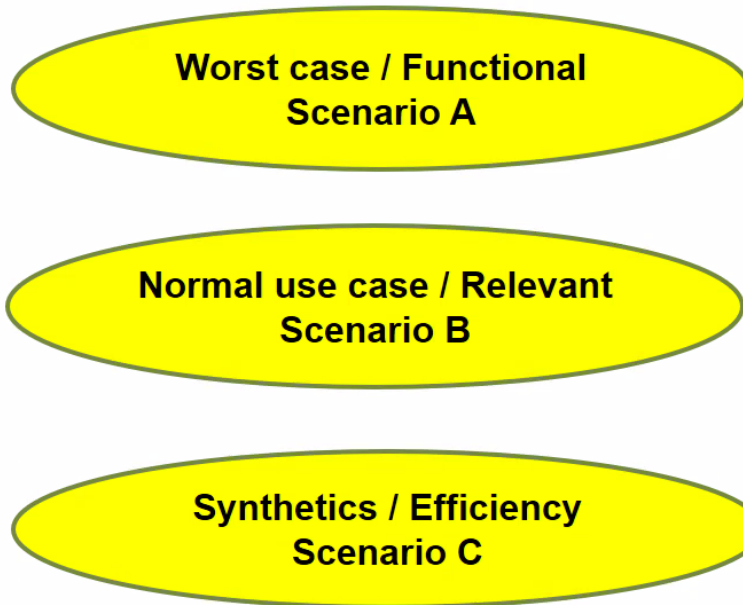 Worst case / Functional
Scenario A
Normal use case / Relevant
Scenario B
Synthetics / Efficiency
Scenario C